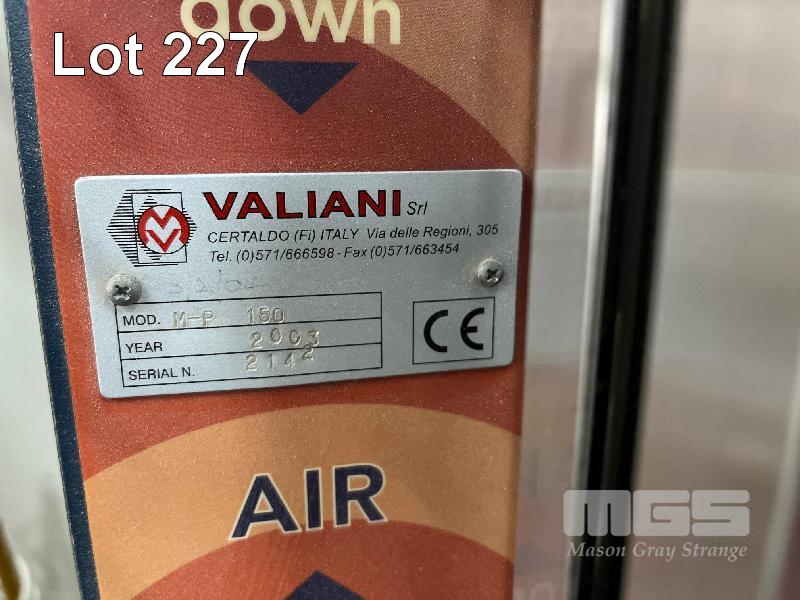 down
Lot 227
VALIANI Srl
CERTALDO (Fi) ITALY Via delle Regioni, 305
Tel. (0)571/666598 - Fax (0)571/663454
MOD. M-P 150
YEAR 2003
SERIAL N. 2142
CE
AIR
MGS
Mason Gray Strange